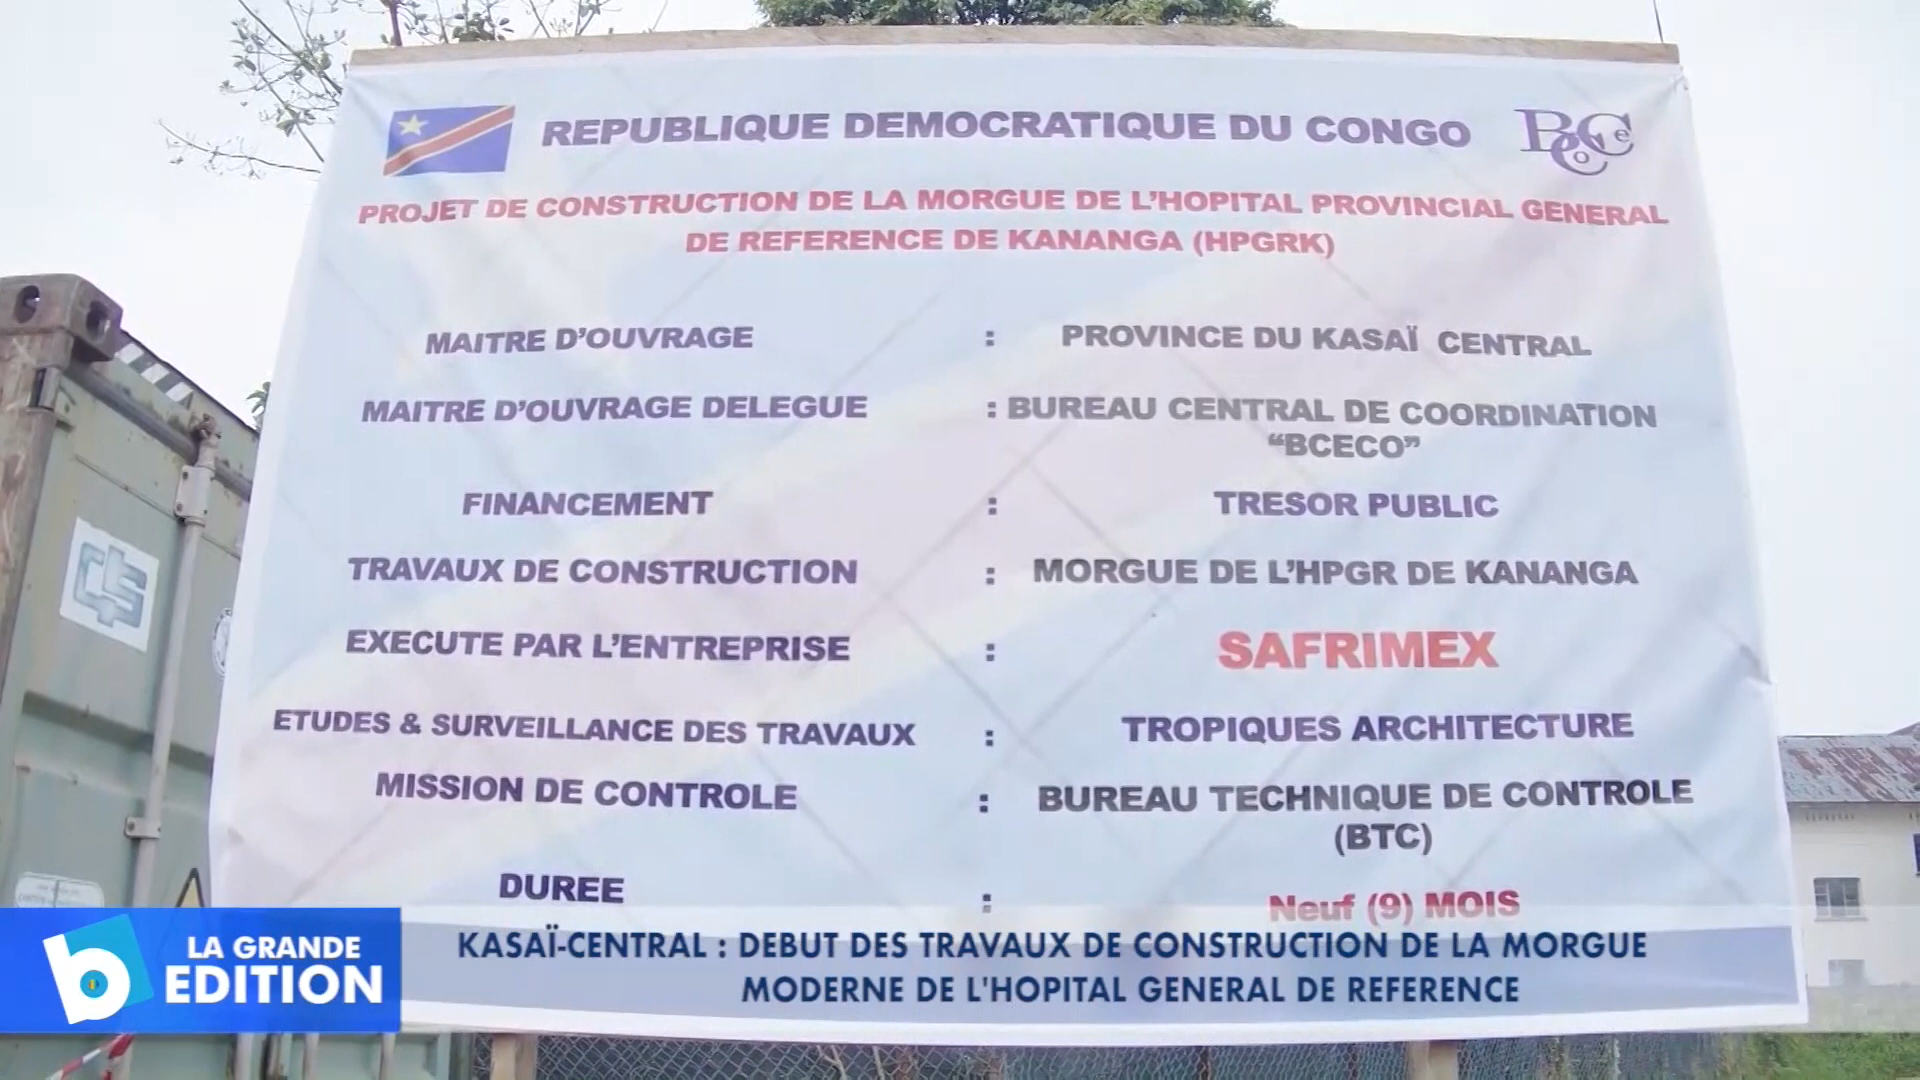 REPUBLIQUE DEMOCRATIQUE DU CONGO
BCeCo
PROJET DE CONSTRUCTION DE LA MORGUE DE L'HOPITAL PROVINCIAL GENERAL
DE REFERENCE DE KANANGA (HPGRK)
MAITRE D'OUVRAGE : PROVINCE DU KASAÏ CENTRAL
MAITRE D'OUVRAGE DELEGUE : BUREAU CENTRAL DE COORDINATION
“BCECO”
FINANCEMENT : TRESOR PUBLIC
TRAVAUX DE CONSTRUCTION : MORGUE DE L'HPGR DE KANANGA
EXECUTE PAR L'ENTREPRISE : SAFRIMEX
ETUDES & SURVEILLANCE DES TRAVAUX : TROPIQUES ARCHITECTURE
MISSION DE CONTROLE : BUREAU TECHNIQUE DE CONTROLE
(BTC)
DUREE : Neuf (9) MOIS
b LA GRANDE
EDITION
KASAÏ-CENTRAL : DEBUT DES TRAVAUX DE CONSTRUCTION DE LA MORGUE
MODERNE DE L'HOPITAL GENERAL DE REFERENCE